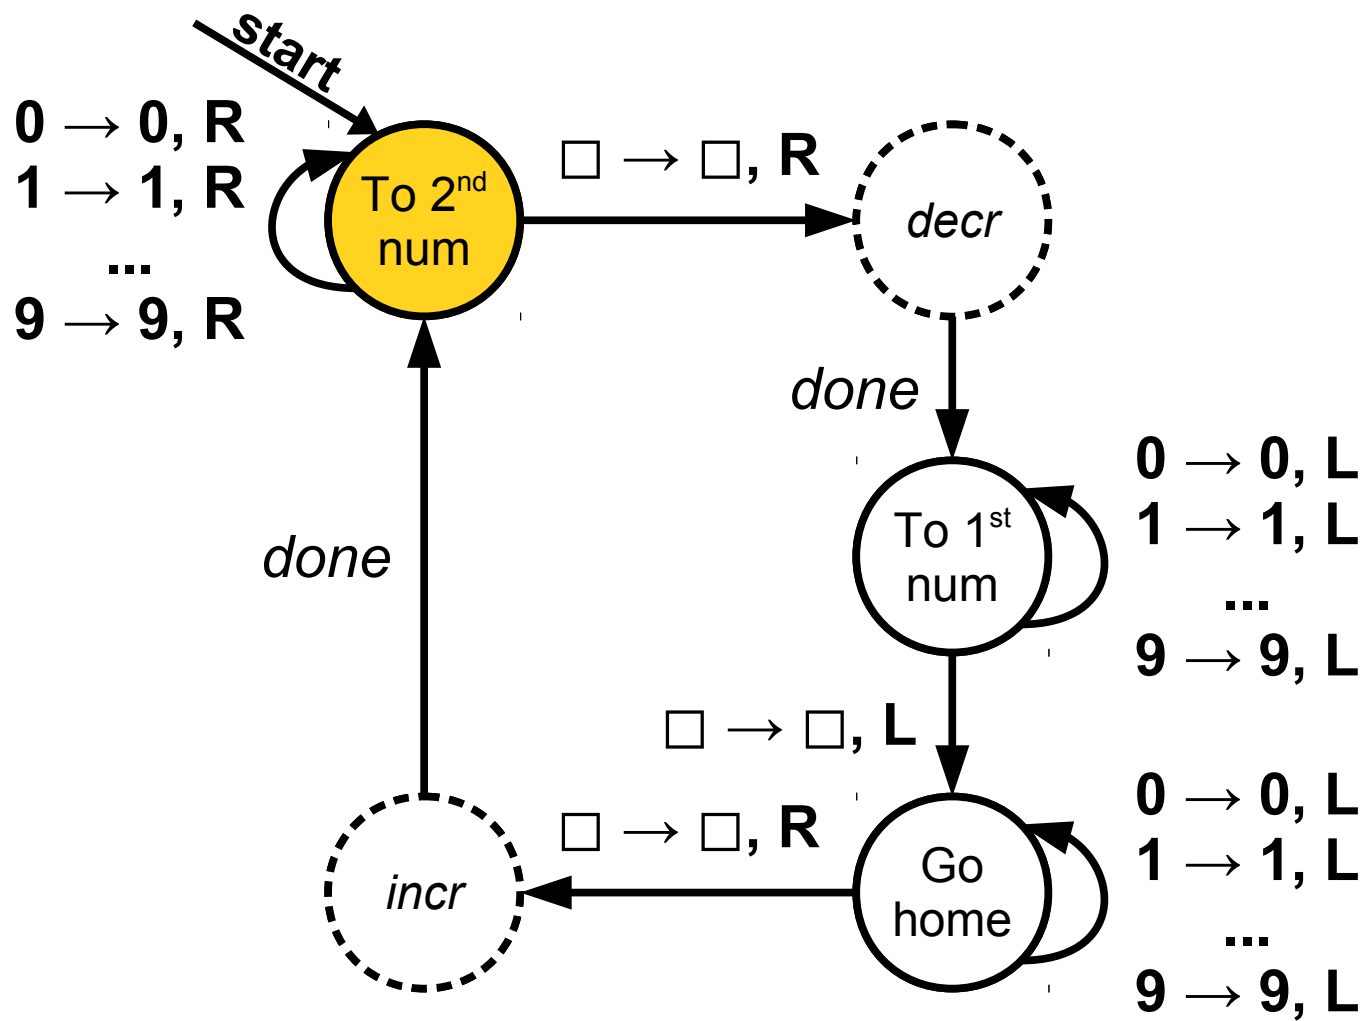 start
0 → 0, R
1 → 1, R
...
9 → 9, R
To 2nd
num
□ → □, R
decr
done
0 → 0, L
1 → 1, L
...
9 → 9, L
To 1st
num
done
□ → □, L
□ → □, R
incr
Go
home
0 → 0, L
1 → 1, L
...
9 → 9, L